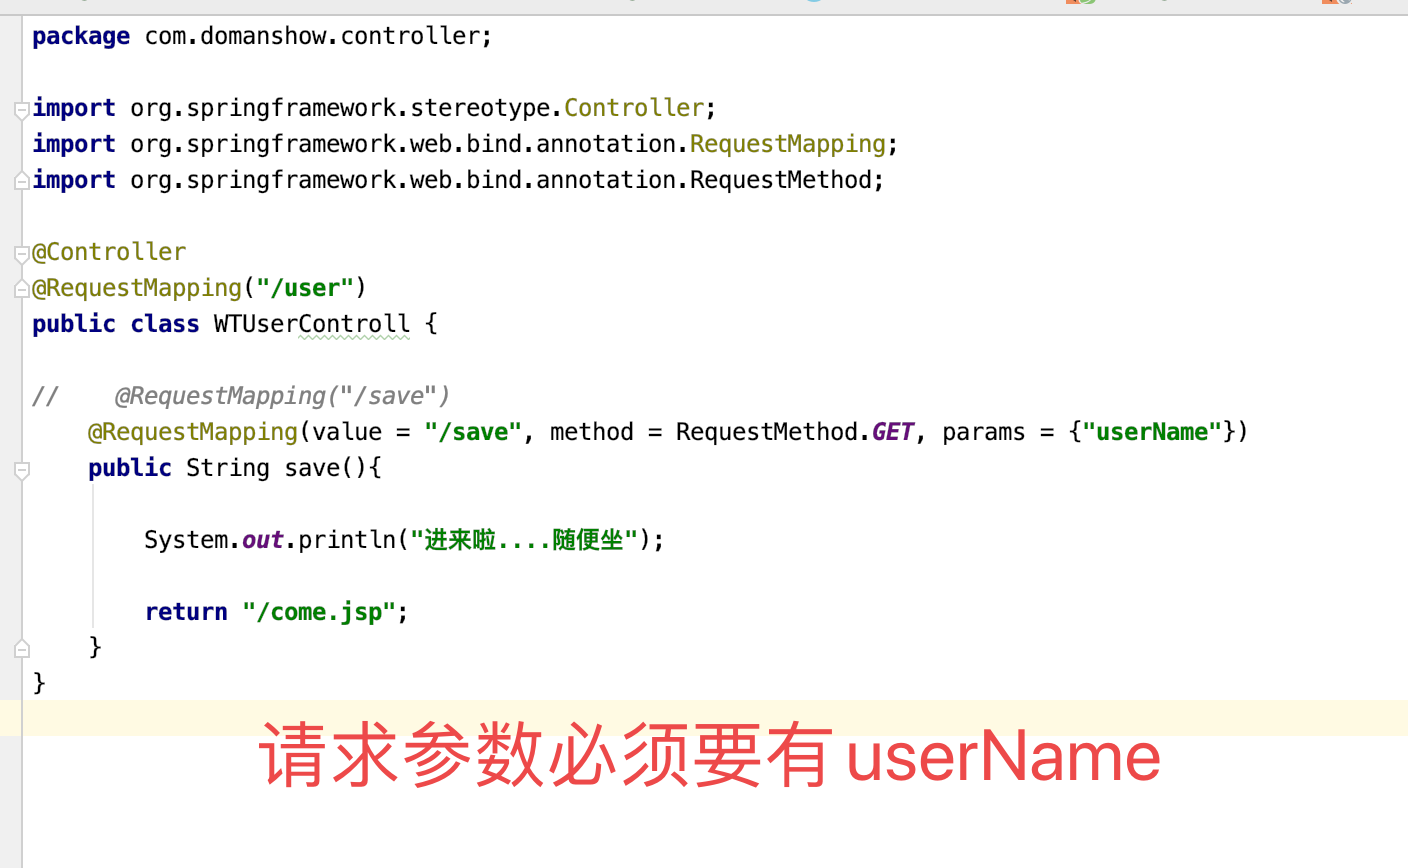 package com.domanshow.controller;
import org.springframework.stereotype.Controller;
import org.springframework.web.bind.annotation.RequestMapping;
import org.springframework.web.bind.annotation.RequestMethod;
@Controller
@RequestMapping("/user")
public class WTUserControll {
//    @RequestMapping("/save")
    @RequestMapping(value = "/save", method = RequestMethod.GET, params = {"userName"})
    public String save(){
        System.out.println("进来啦....随便坐");
        return "/come.jsp";
    }
}
请求参数必须要有userName